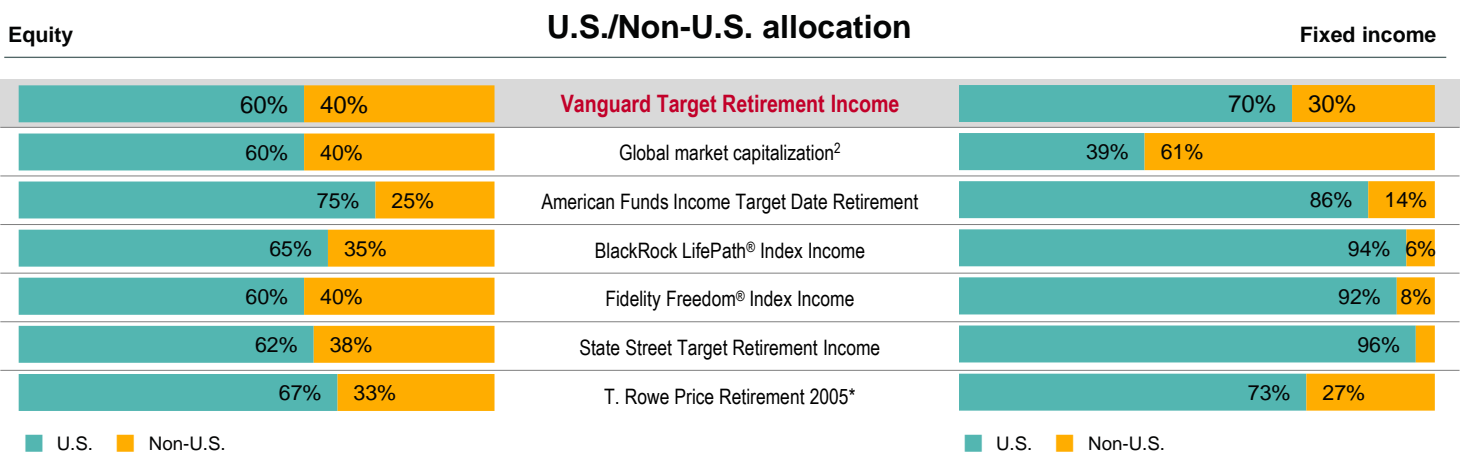 Equity U.S./Non-U.S. allocation Fixed income
60% 40% Vanguard Target Retirement Income 70% 30%
60% 40% Global market capitalization² 39% 61%
75% 25% American Funds Income Target Date Retirement 86% 14%
65% 35% BlackRock LifePath® Index Income 94% 6%
60% 40% Fidelity Freedom® Index Income 92% 8%
62% 38% State Street Target Retirement Income 96%
67% 33% T. Rowe Price Retirement 2005* 73% 27%
U.S. Non-U.S. U.S. Non-U.S.